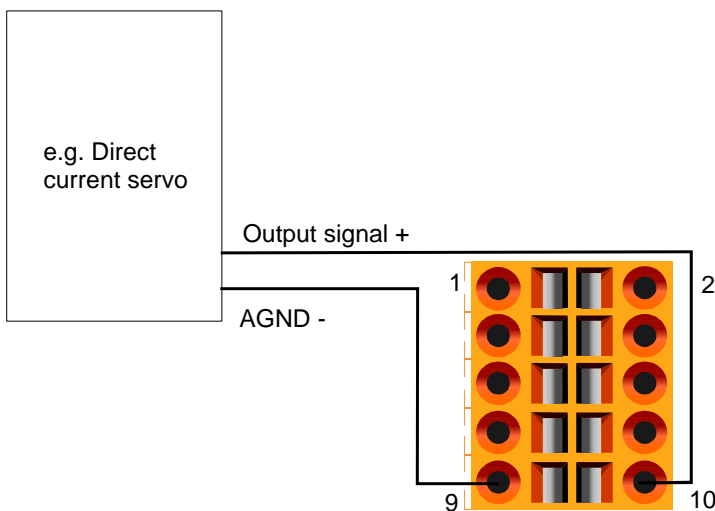 e.g. Direct
current servo
Output signal +
1
2
AGND -
9
10